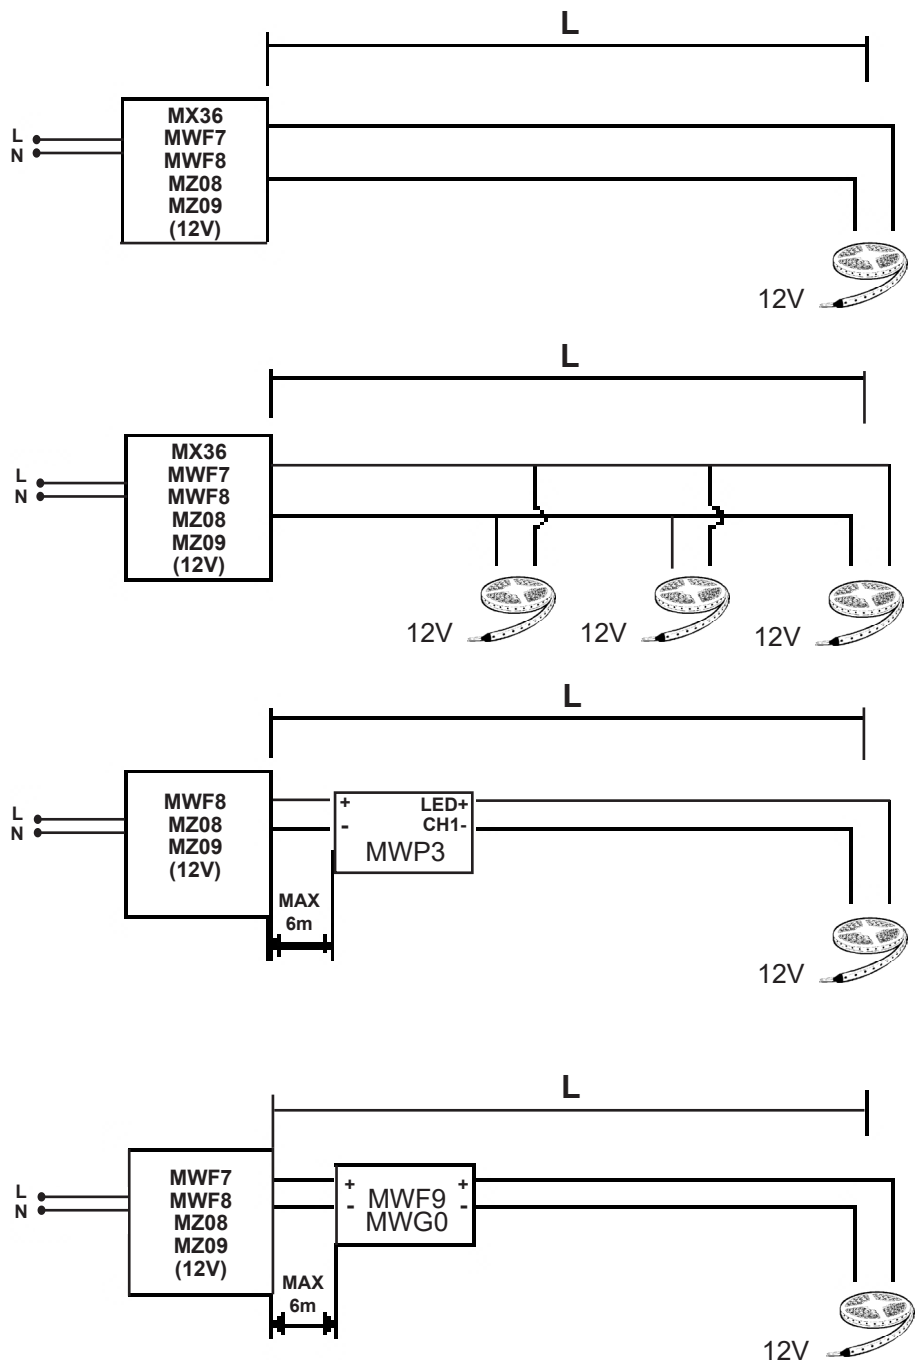 L
L
N
MX36
MWF7
MWF8
MZ08
MZ09
(12V)
12V
L
L
N
MX36
MWF7
MWF8
MZ08
MZ09
(12V)
12V
12V
12V
L
L
N
MWF8
MZ08
MZ09
(12V)
+ LED+
- CH1-
MWP3
MAX
6m
12V
L
L
N
MWF7
MWF8
MZ08
MZ09
(12V)
+ MWF9 +
- MWG0 -
MAX
6m
12V